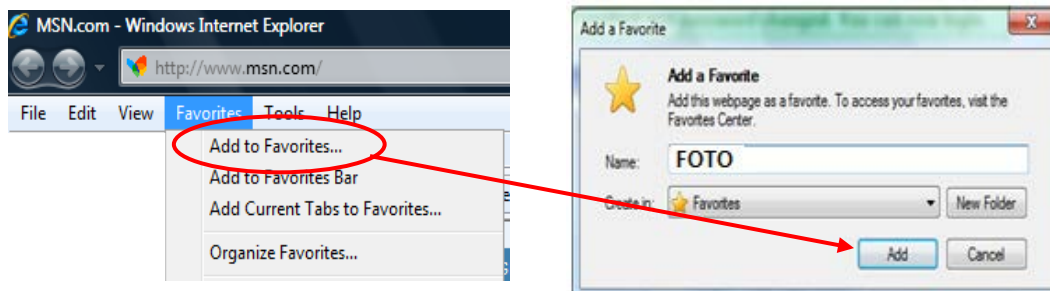 MSN.com - Windows Internet Explorer
http://www.msn.com/
File Edit View Favorites Tools Help
Add to Favorites...
Add to Favorites Bar
Add Current Tabs to Favorites...
Organize Favorites...
Add a Favorite
Add a Favorite
Add this webpage as a favorite. To access your favorites, visit the
Favorites Center.
Name: FOTO
Create in: Favorites New Folder
Add Cancel